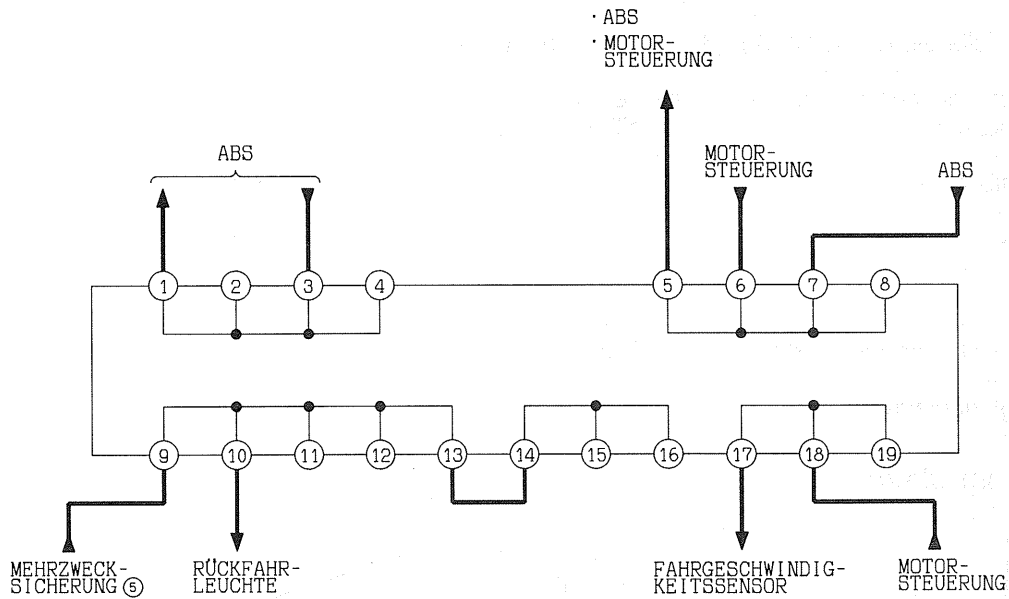 · ABS
· MOTOR-
STEUERUNG
ABS
MOTOR-
STEUERUNG
ABS
1 2 3 4 5 6 7 8
9 10 11 12 13 14 15 16 17 18 19
MEHRZWECK-
SICHERUNG ⑤
RÜCKFAHR-
LEUCHTE
FAHRGESCHWINDIG-
KEITSSENSOR
MOTOR-
STEUERUNG